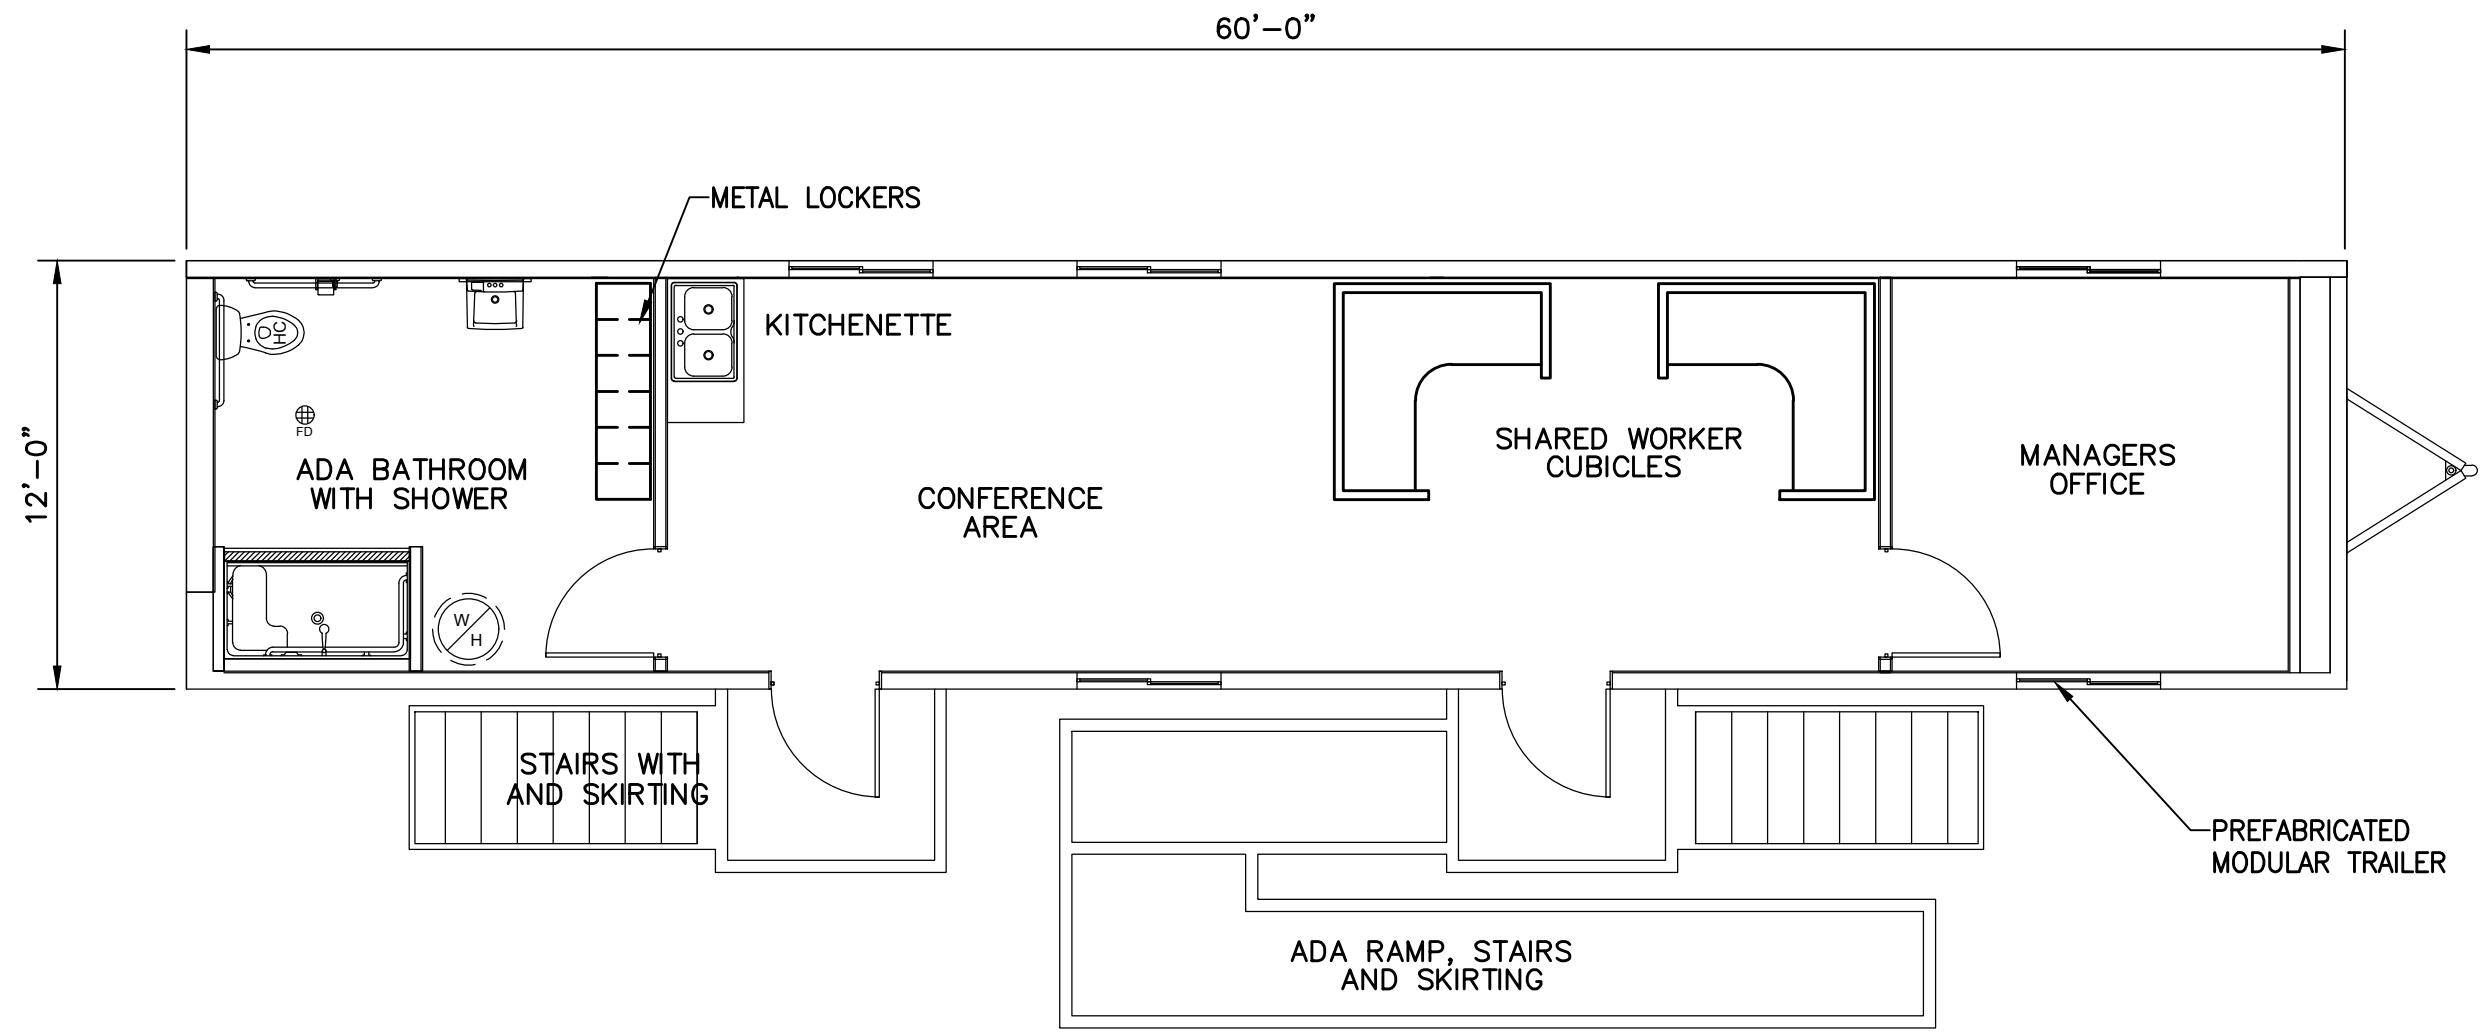 60'-0"
METAL LOCKERS
KITCHENETTE
HC
FD
12'-0"
ADA BATHROOM
WITH SHOWER
CONFERENCE
AREA
SHARED WORKER
CUBICLES
MANAGERS
OFFICE
W
H
STAIRS WITH
AND SKIRTING
PREFABRICATED
MODULAR TRAILER
ADA RAMP, STAIRS
AND SKIRTING